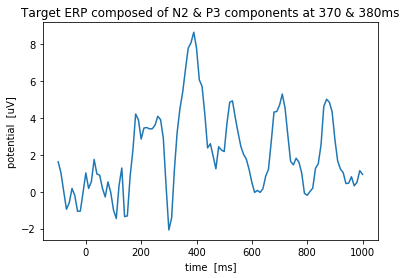 Target ERP composed of N2 & P3 components at 370 & 380ms
8
6
4
2
0
−2
potential  [uV]
0 200 400 600 800 1000
time  [ms]